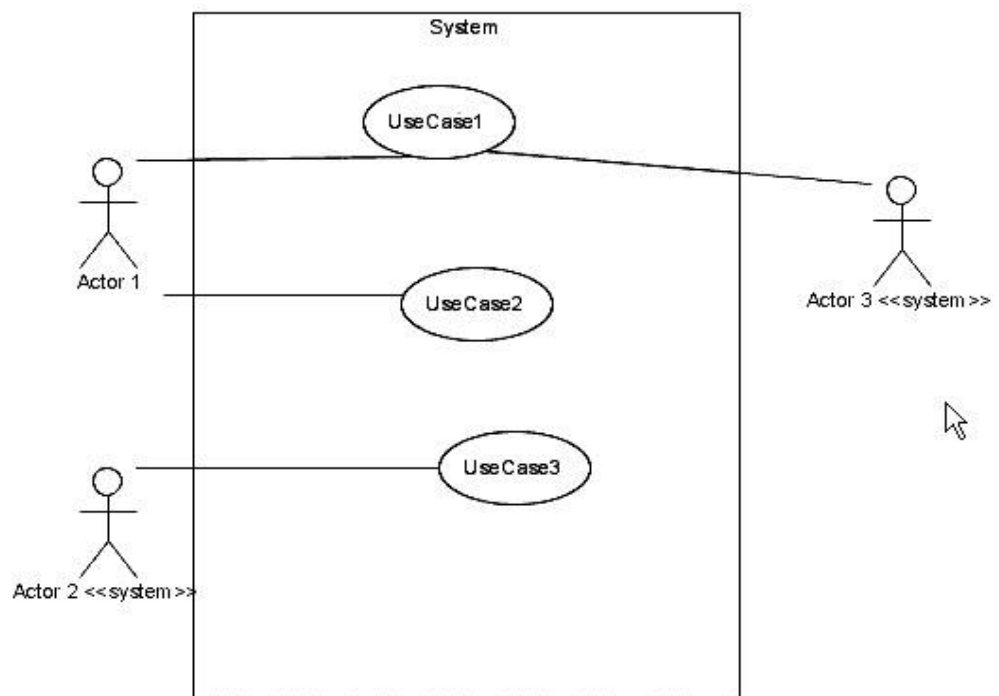 System
UseCase1
Actor 1
UseCase2
Actor 3 <<system>>
UseCase3
Actor 2 <<system>>